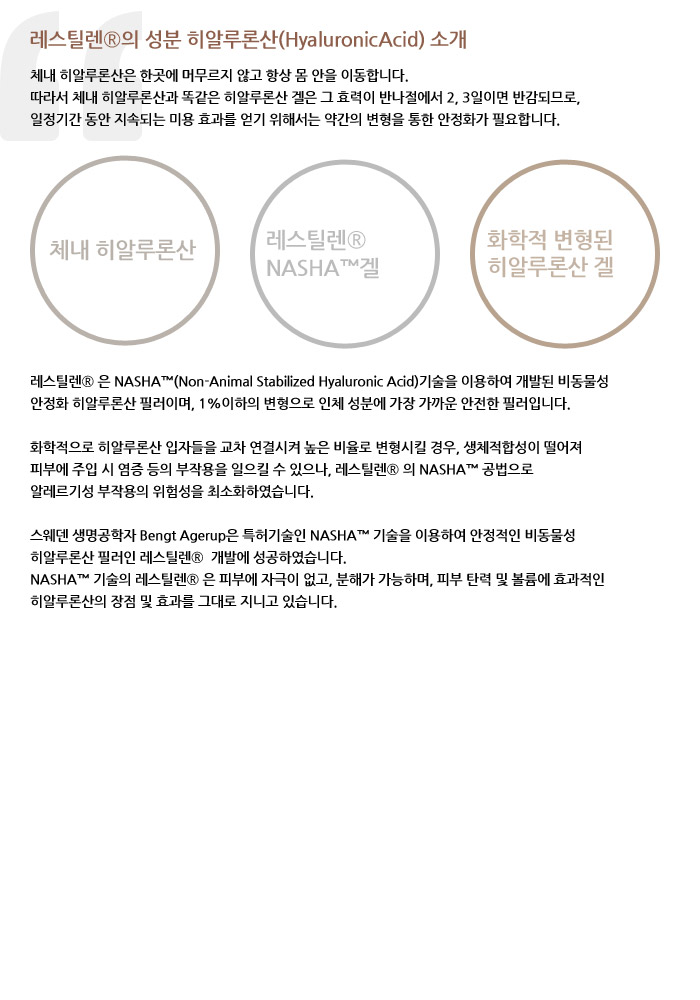 레스틸렌®의 성분 히알루론산(HyaluronicAcid) 소개
체내 히알루론산은 한곳에 머무르지 않고 항상 몸 안을 이동합니다.
따라서 체내 히알루론산과 똑같은 히알루론산 겔은 그 효력이 반나절에서 2, 3일이면 반감되므로,
일정기간 동안 지속되는 미용 효과를 얻기 위해서는 약간의 변형을 통한 안정화가 필요합니다.
체내 히알루론산
레스틸렌®
NASHA™겔
화학적 변형된
히알루론산 겔
레스틸렌® 은 NASHA™(Non-Animal Stabilized Hyaluronic Acid)기술을 이용하여 개발된 비동물성
안정화 히알루론산 필러이며, 1%이하의 변형으로 인체 성분에 가장 가까운 안전한 필러입니다.
화학적으로 히알루론산 입자들을 교차 연결시켜 높은 비율로 변형시킬 경우, 생체적합성이 떨어져
피부에 주입 시 염증 등의 부작용을 일으킬 수 있으나, 레스틸렌® 의 NASHA™ 공법으로
알레르기성 부작용의 위험성을 최소화하였습니다.
스웨덴 생명공학자 Bengt Agerup은 특허기술인 NASHA™ 기술을 이용하여 안정적인 비동물성
히알루론산 필러인 레스틸렌® 개발에 성공하였습니다.
NASHA™ 기술의 레스틸렌® 은 피부에 자극이 없고, 분해가 가능하며, 피부 탄력 및 볼륨에 효과적인
히알루론산의 장점 및 효과를 그대로 지니고 있습니다.